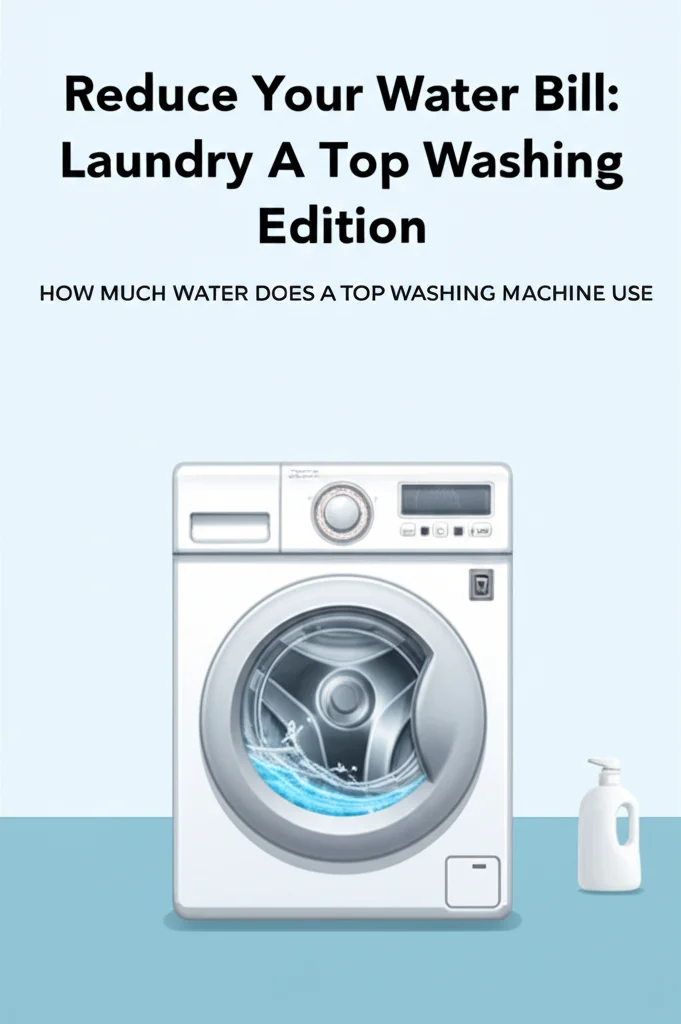 Reduce Your Water Bill:
Laundry A Top Washing
Edition
HOW MUCH WATER DOES A TOP WASHING MACHINE USE